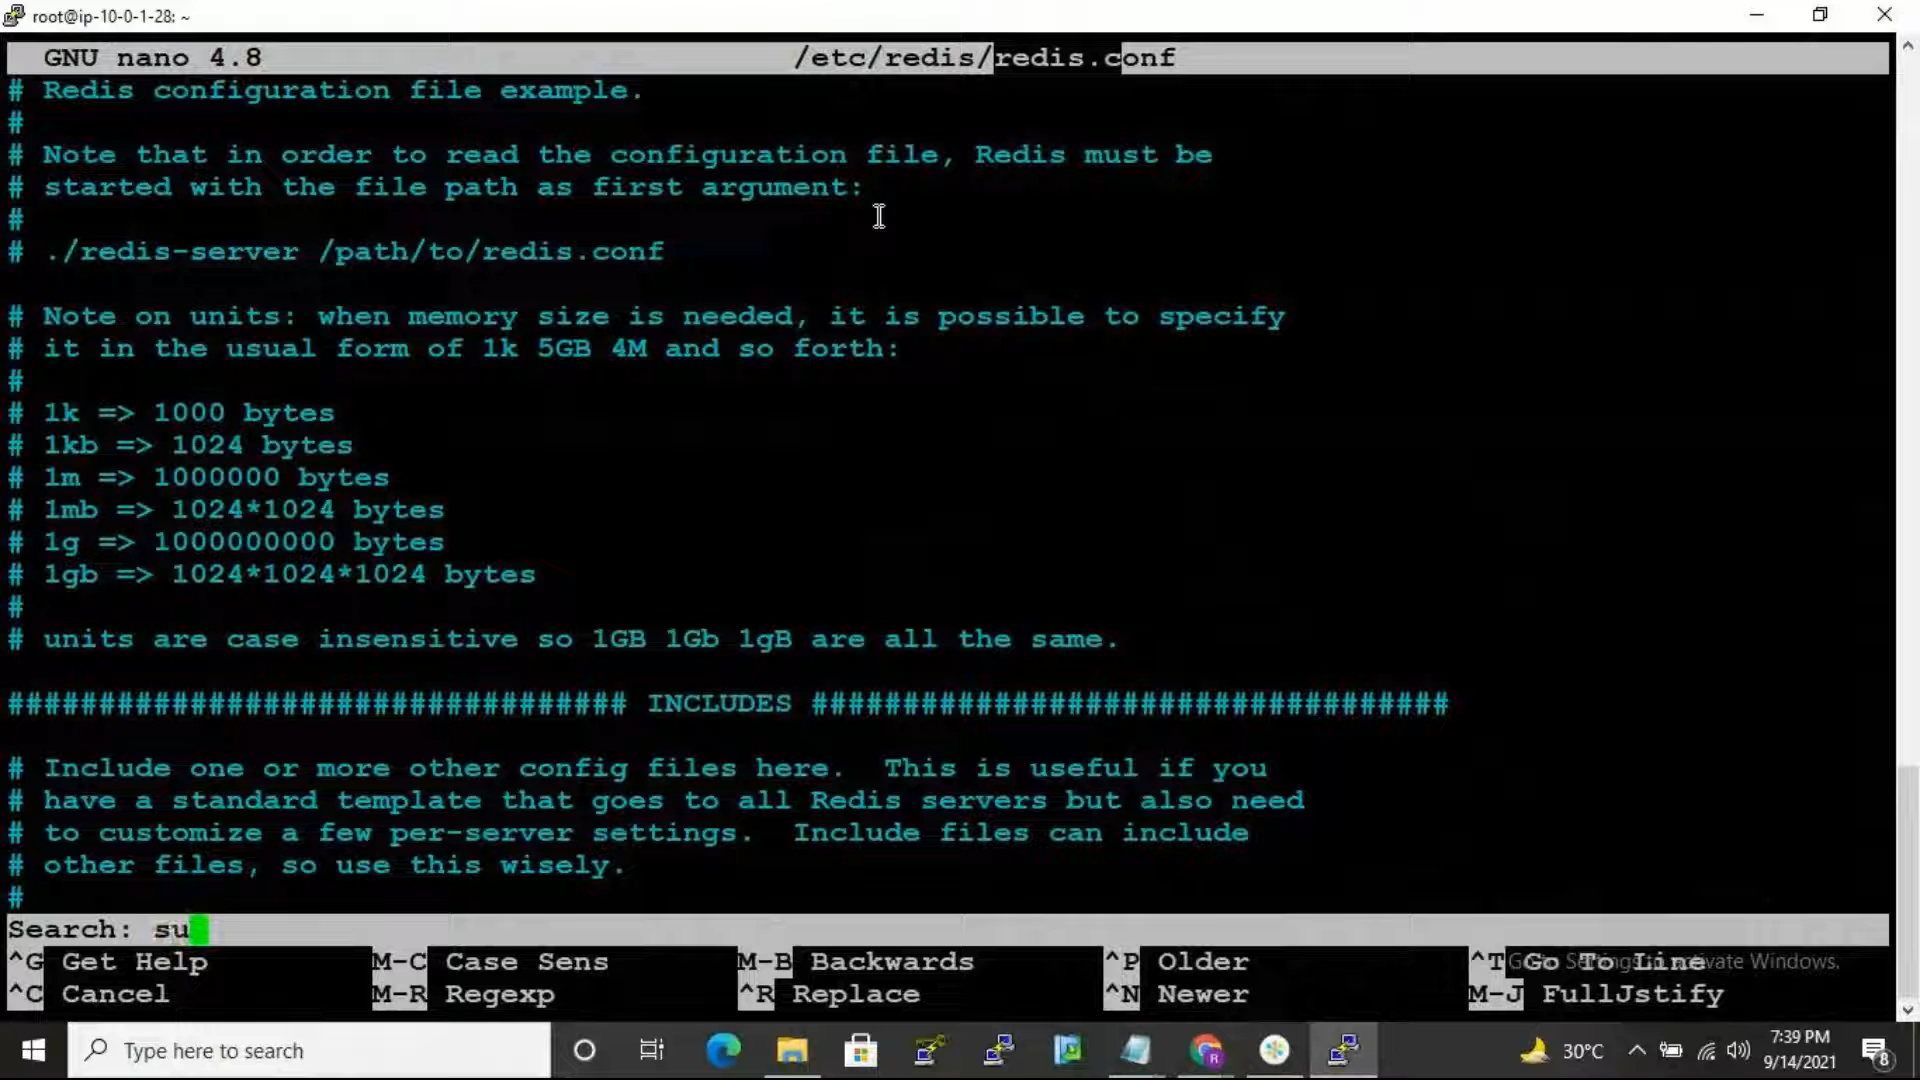 root@ip-10-0-1-28: ~
GNU nano 4.8 /etc/redis/redis.conf
# Redis configuration file example.
#
# Note that in order to read the configuration file, Redis must be
# started with the file path as first argument:
#
# ./redis-server /path/to/redis.conf
# Note on units: when memory size is needed, it is possible to specify
# it in the usual form of 1k 5GB 4M and so forth:
#
# 1k => 1000 bytes
# 1kb => 1024 bytes
# 1m => 1000000 bytes
# 1mb => 1024*1024 bytes
# 1g => 1000000000 bytes
# 1gb => 1024*1024*1024 bytes
#
# units are case insensitive so 1GB 1Gb 1gB are all the same.
################################## INCLUDES ###################################
# Include one or more other config files here.  This is useful if you
# have a standard template that goes to all Redis servers but also need
# to customize a few per-server settings.  Include files can include
# other files, so use this wisely.
#
Search: su
^G Get Help M-C Case Sens M-B Backwards ^P Older ^T Go To Line
Go to Settings to activate Windows.
^C Cancel M-R Regexp ^R Replace ^N Newer M-J FullJstify
Type here to search 30°C 7:39 PM
9/14/2021 8